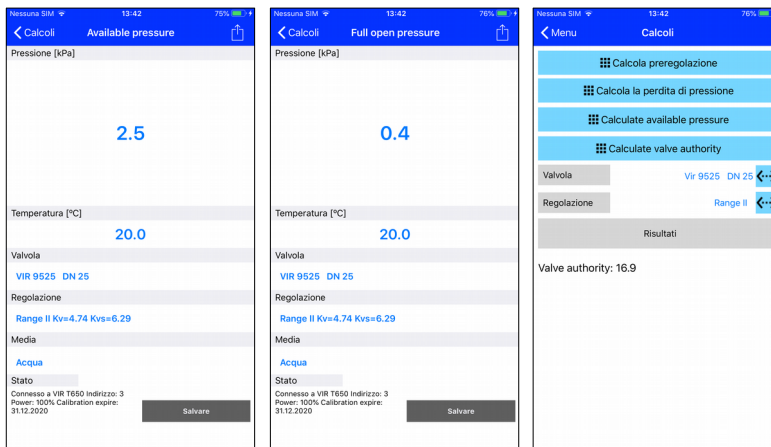 Nessuna SIM 13:42 75%
Calcoli Available pressure
Pressione [kPa]
2.5
Temperatura [°C]
20.0
Valvola
VIR 9525 DN 25
Regolazione
Range II Kv=4.74 Kvs=6.29
Media
Acqua
Stato
Connesso a VIR T650 Indirizzo: 3
Power: 100% Calibration expire:
31.12.2020
Salvare
Nessuna SIM 13:42 76%
Calcoli Full open pressure
Pressione [kPa]
0.4
Temperatura [°C]
20.0
Valvola
VIR 9525 DN 25
Regolazione
Range II Kv=4.74 Kvs=6.29
Media
Acqua
Stato
Connesso a VIR T650 Indirizzo: 3
Power: 100% Calibration expire:
31.12.2020
Salvare
Nessuna SIM 13:42 76%
Menu Calcoli
Calcola preregolazione
Calcola la perdita di pressione
Calculate available pressure
Calculate valve authority
Valvola Vir 9525 DN 25
Regolazione Range II
Risultati
Valve authority: 16.9